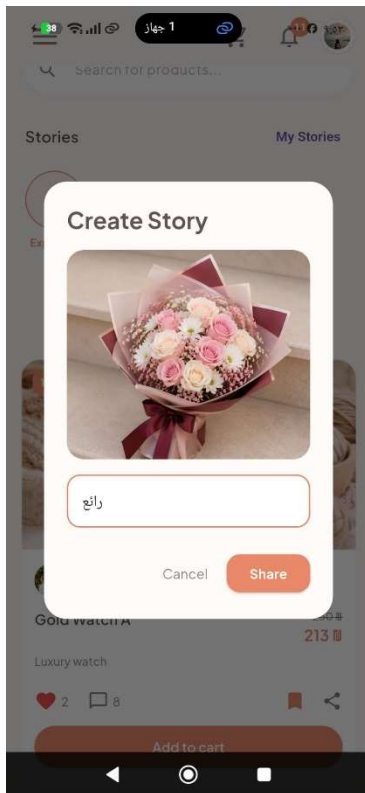 38
1 جهاز
Search for products...
Stories
My Stories
Create Story
رائع
Cancel
Share
Gold Watch A
213 ₪
Luxury watch
2
8
Add to cart